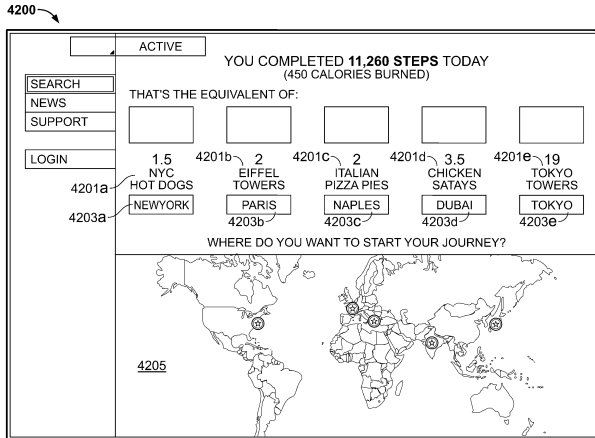 4200
ACTIVE
YOU COMPLETED 11,260 STEPS TODAY
(450 CALORIES BURNED)
SEARCH
NEWS
SUPPORT
LOGIN
THAT'S THE EQUIVALENT OF:
4201a
1.5
NYC
HOT DOGS
4203a
NEWYORK
4201b
2
EIFFEL
TOWERS
PARIS
4203b
4201c
2
ITALIAN
PIZZA PIES
NAPLES
4203c
4201d
3.5
CHICKEN
SATAYS
DUBAI
4203d
4201e
19
TOKYO
TOWERS
TOKYO
4203e
WHERE DO YOU WANT TO START YOUR JOURNEY?
4205